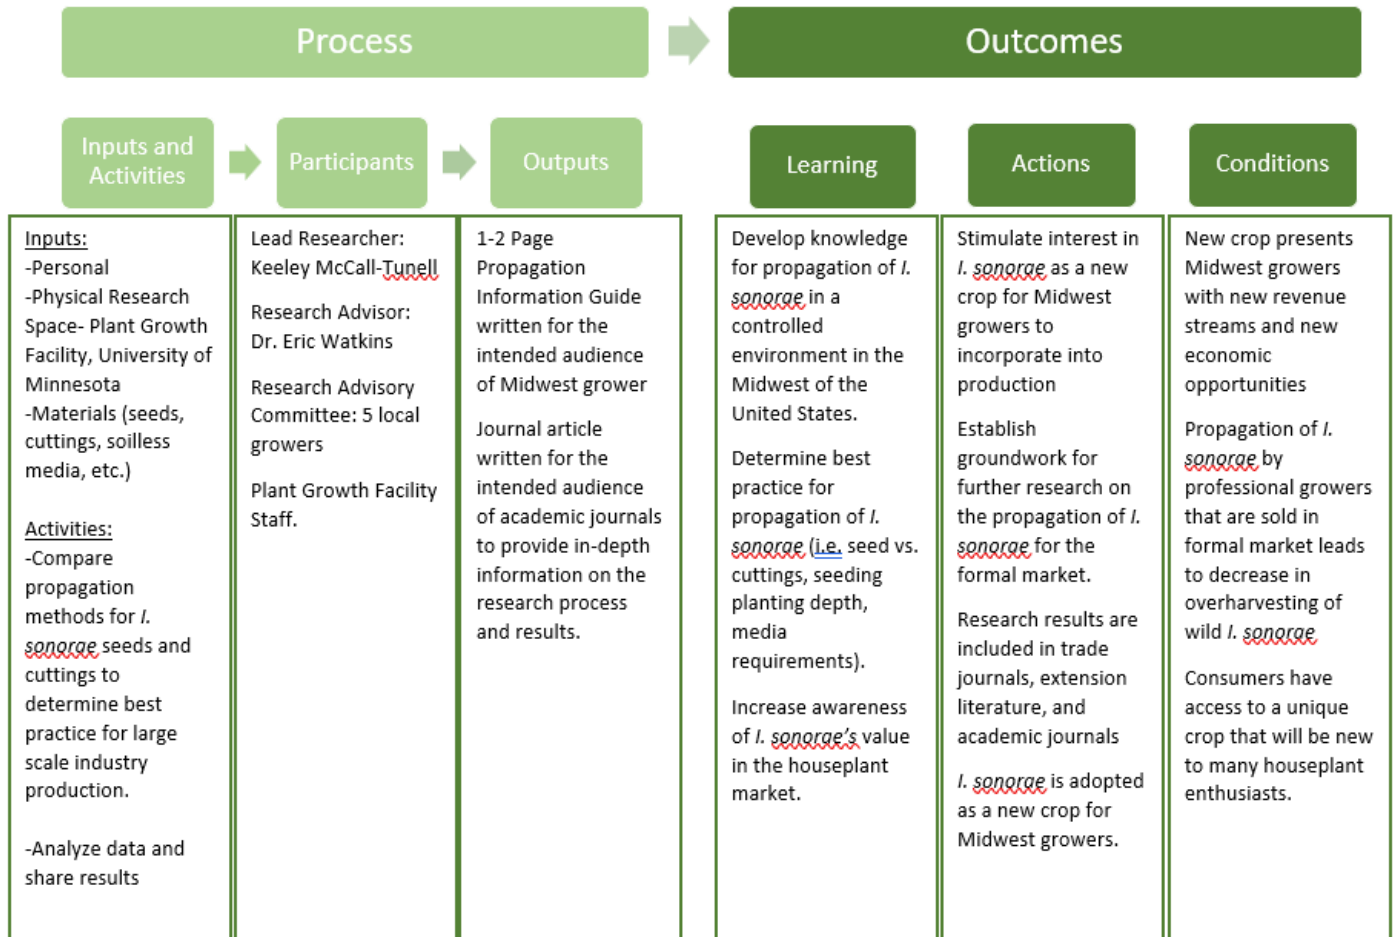 Process
Outcomes
Inputs and
Activities
Participants
Outputs
Learning
Actions
Conditions
Inputs:
-Personal
-Physical Research
Space- Plant Growth
Facility, University of
Minnesota
-Materials (seeds,
cuttings, soilless
media, etc.)
Activities:
-Compare
propagation
methods for I.
sonorae seeds and
cuttings to
determine best
practice for large
scale industry
production.
-Analyze data and
share results
Lead Researcher:
Keeley McCall-Tunell
Research Advisor:
Dr. Eric Watkins
Research Advisory
Committee: 5 local
growers
Plant Growth Facility
Staff.
1-2 Page
Propagation
Information Guide
written for the
intended audience
of Midwest grower
Journal article
written for the
intended audience
of academic journals
to provide in-depth
information on the
research process
and results.
Develop knowledge
for propagation of I.
sonorae in a
controlled
environment in the
Midwest of the
United States.
Determine best
practice for
propagation of I.
sonorae (i.e. seed vs.
cuttings, seeding
planting depth,
media
requirements).
Increase awareness
of I. sonorae's value
in the houseplant
market.
Stimulate interest in
I. sonorae as a new
crop for Midwest
growers to
incorporate into
production
Establish
groundwork for
further research on
the propagation of I.
sonorae for the
formal market.
Research results are
included in trade
journals, extension
literature, and
academic journals
I. sonorae is adopted
as a new crop for
Midwest growers.
New crop presents
Midwest growers
with new revenue
streams and new
economic
opportunities
Propagation of I.
sonorae by
professional growers
that are sold in
formal market leads
to decrease in
overharvesting of
wild I. sonorae
Consumers have
access to a unique
crop that will be new
to many houseplant
enthusiasts.